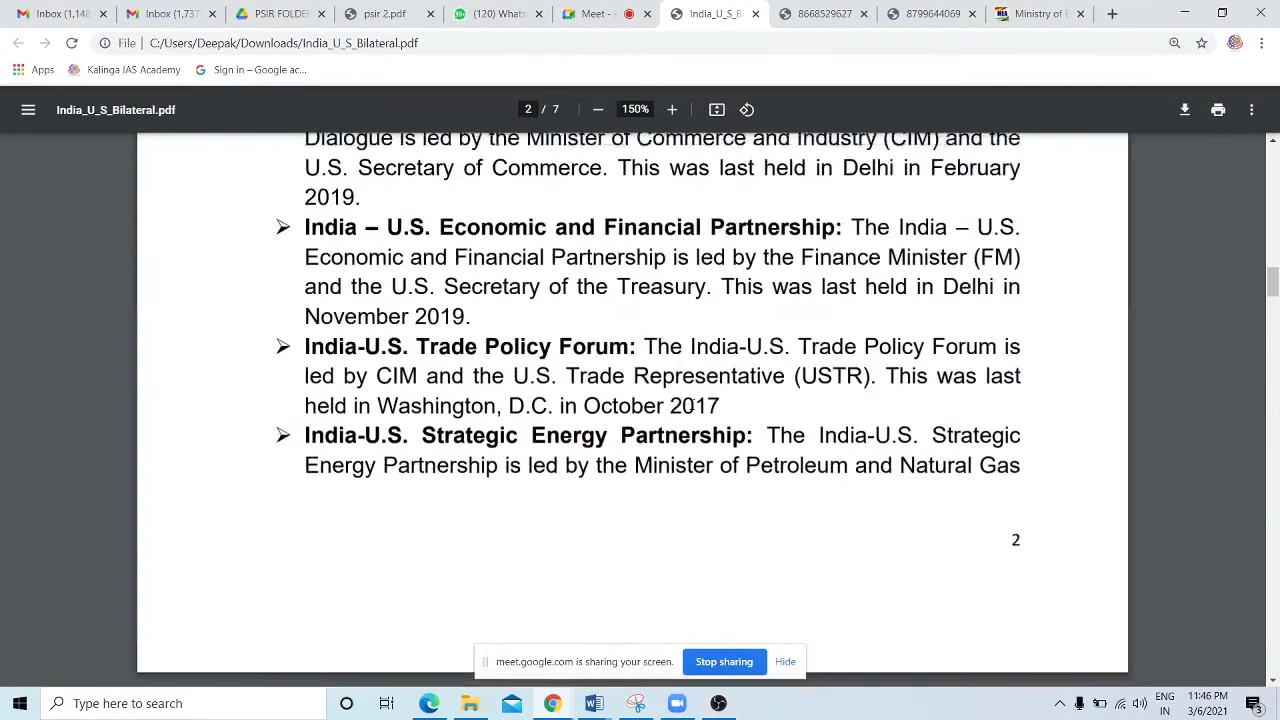 Inbox (1,148
Inbox (1,737
PSIR FOLDE
psir 2.pdf
(120) Whats
Meet -
India_U_S_Bi
8668529627
8799644069
Ministry of E
File | C:/Users/Deepak/Downloads/India_U_S_Bilateral.pdf
Apps Kalinga IAS Academy Sign in – Google ac...
India_U_S_Bilateral.pdf 2 / 7 150%
Dialogue is led by the Minister of Commerce and Industry (CIM) and the
U.S. Secretary of Commerce. This was last held in Delhi in February
2019.
➢ India – U.S. Economic and Financial Partnership: The India – U.S.
Economic and Financial Partnership is led by the Finance Minister (FM)
and the U.S. Secretary of the Treasury. This was last held in Delhi in
November 2019.
➢ India-U.S. Trade Policy Forum: The India-U.S. Trade Policy Forum is
led by CIM and the U.S. Trade Representative (USTR). This was last
held in Washington, D.C. in October 2017
➢ India-U.S. Strategic Energy Partnership: The India-U.S. Strategic
Energy Partnership is led by the Minister of Petroleum and Natural Gas
2
meet.google.com is sharing your screen. Stop sharing Hide
Type here to search
ENG
IN
11:46 PM
3/6/2021
3